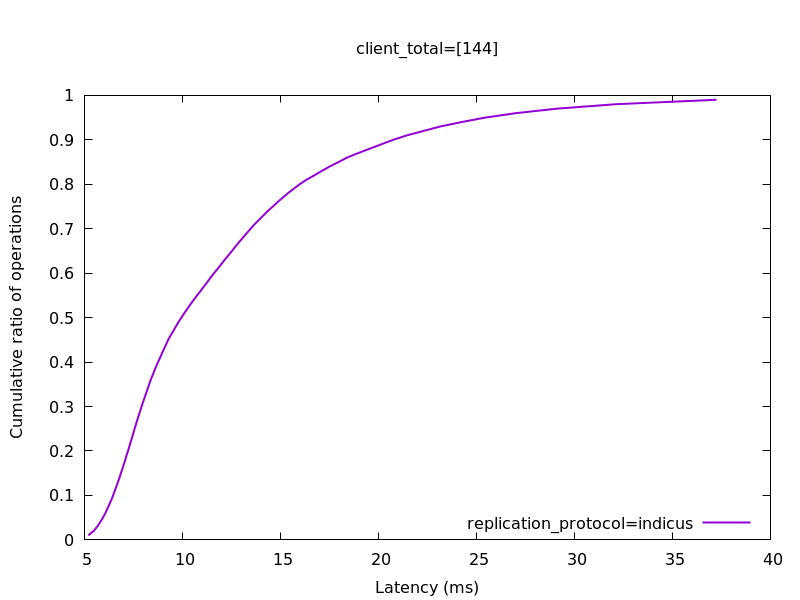 client_total=[144]
1
0.9
0.8
0.7
0.6
0.5
0.4
0.3
0.2
0.1
0
Cumulative ratio of operations
replication_protocol=indicus
5 10 15 20 25 30 35 40
Latency (ms)